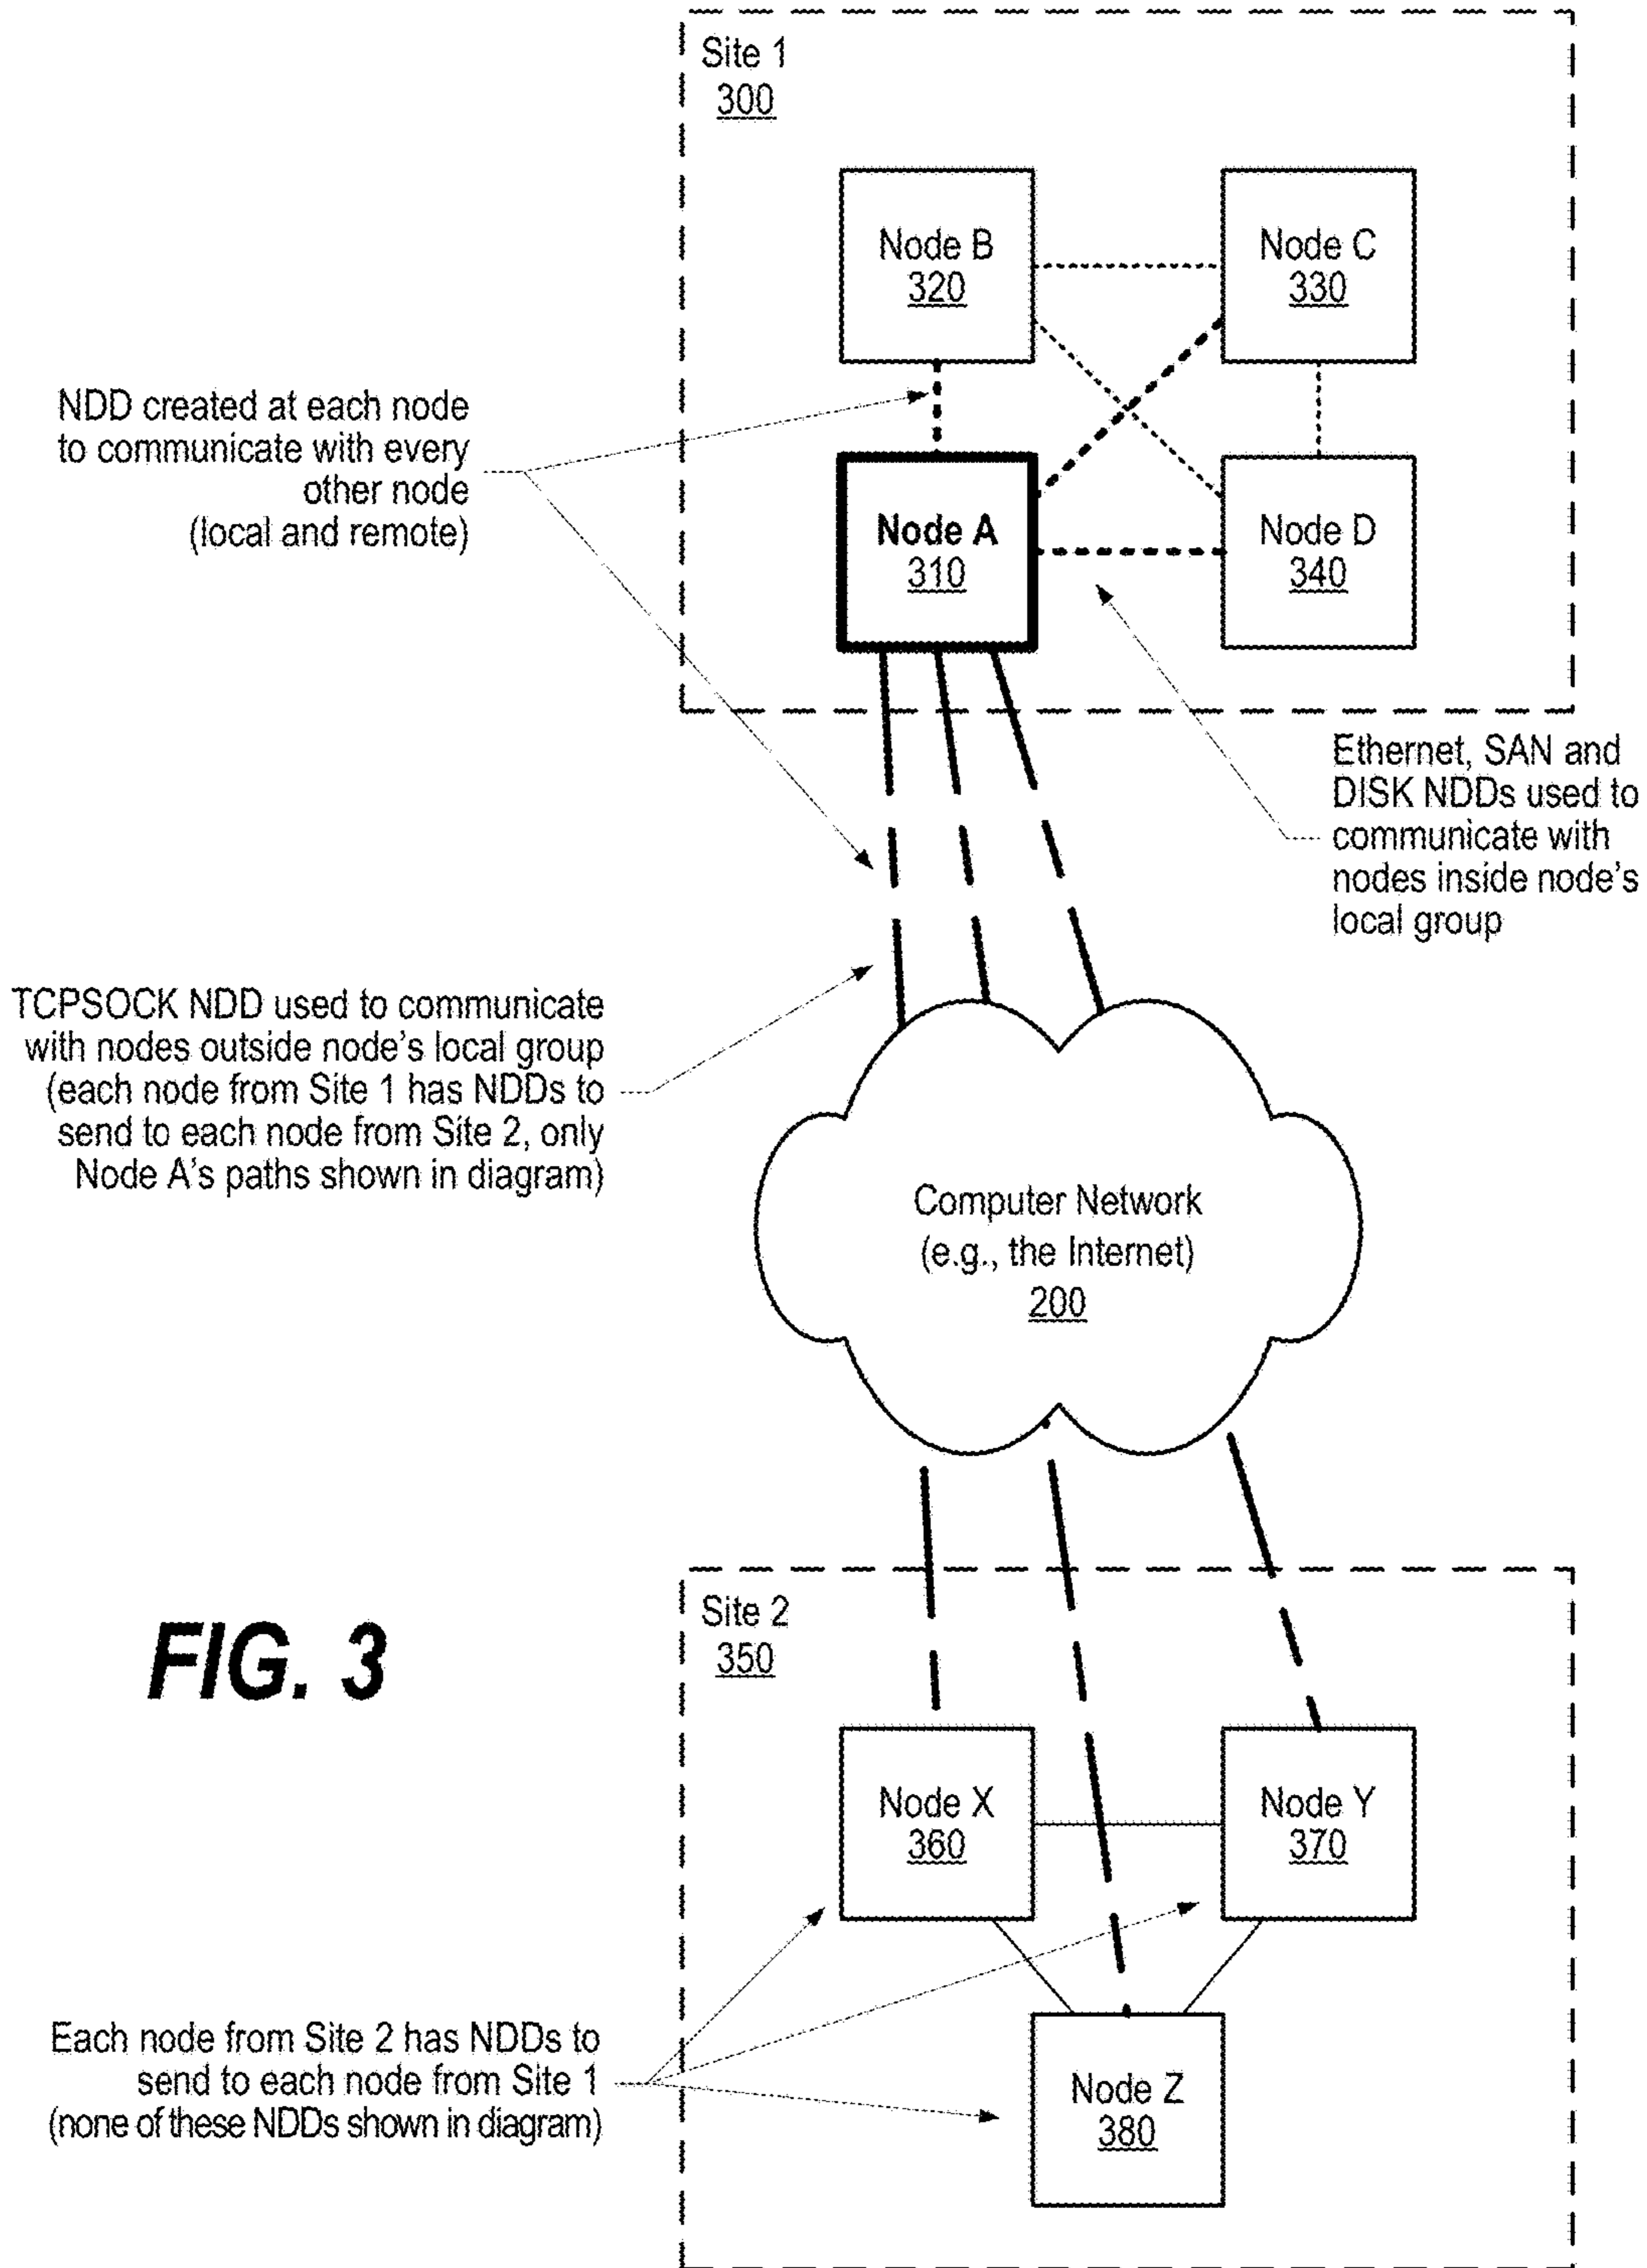 Site 1
300
Node B
320
Node C
330
NDD created at each node
to communicate with every
other node
(local and remote)
Node A
310
Node D
340
Ethernet, SAN and
DISK NDDs used to
communicate with
nodes inside node's
local group
TCPSOCK NDD used to communicate
with nodes outside node's local group
(each node from Site 1 has NDDs to
send to each node from Site 2, only
Node A's paths shown in diagram)
Computer Network
(e.g., the Internet)
200
FIG. 3
Site 2
350
Node X
360
Node Y
370
Each node from Site 2 has NDDs to
send to each node from Site 1
(none of these NDDs shown in diagram)
Node Z
380